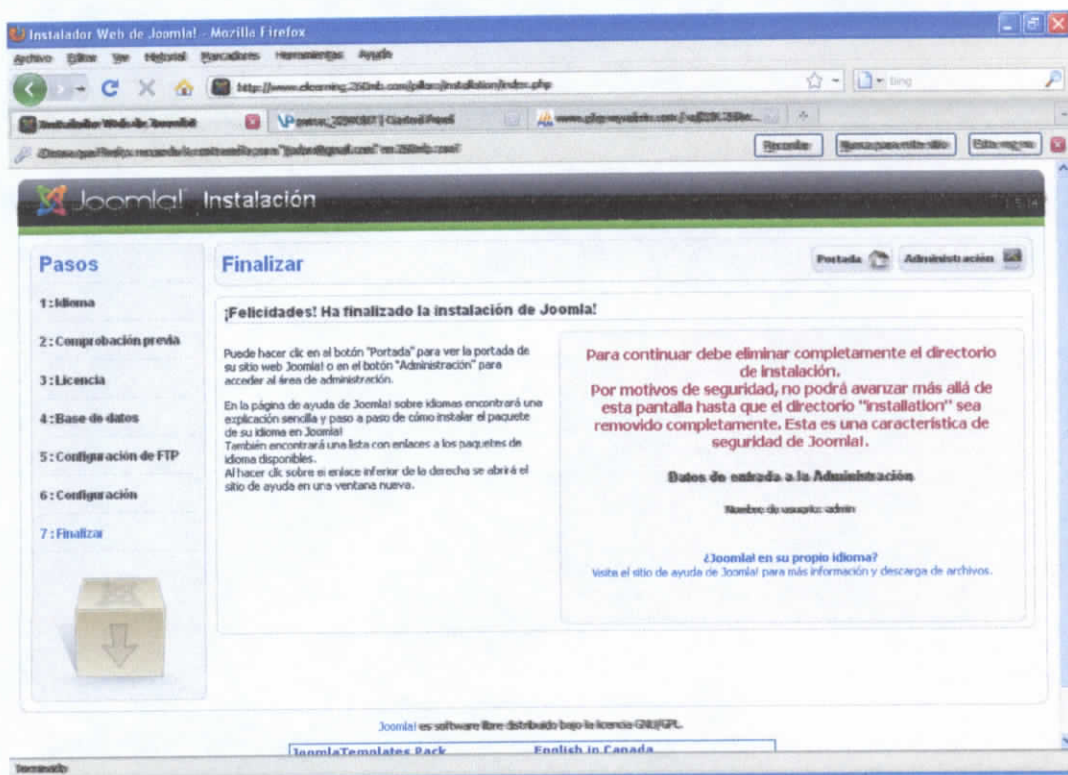 Instalador Web de Joomla! - Mozilla Firefox
Archivo Editar Ver Historial Marcadores Herramientas Ayuda
bing
Instalador Web de Joomla!
Recordar
Joomla! Instalación
Pasos
1 : Idioma
2 : Comprobación previa
3 : Licencia
4 : Base de datos
5 : Configuración de FTP
6 : Configuración
7 : Finalizar
Finalizar
Portada Administración
¡Felicidades! Ha finalizado la instalación de Joomla!
Puede hacer clic en el botón "Portada" para ver la portada de
su sitio web Joomla! o en el botón "Administración" para
acceder al área de administración.
En la página de ayuda de Joomla! sobre idiomas encontrará una
explicación sencilla y paso a paso de cómo instalar el paquete
de su idioma en Joomla!
También encontrará una lista con enlaces a los paquetes de
idioma disponibles.
Al hacer clic sobre el enlace inferior de la derecha se abrirá el
sitio de ayuda en una ventana nueva.
Para continuar debe eliminar completamente el directorio
de instalación.
Por motivos de seguridad, no podrá avanzar más allá de
esta pantalla hasta que el directorio "installation" sea
removido completamente. Esta es una característica de
seguridad de Joomla!.
Datos de entrada a la Administración
Nombre de usuario: admin
¿Joomla! en su propio idioma?
Visite el sitio de ayuda de Joomla! para más información y descarga de archivos.
Joomla! es software libre distribuido bajo la licencia GNU/GPL.
JoomlaTemplates Pack English in Canada
Terminado